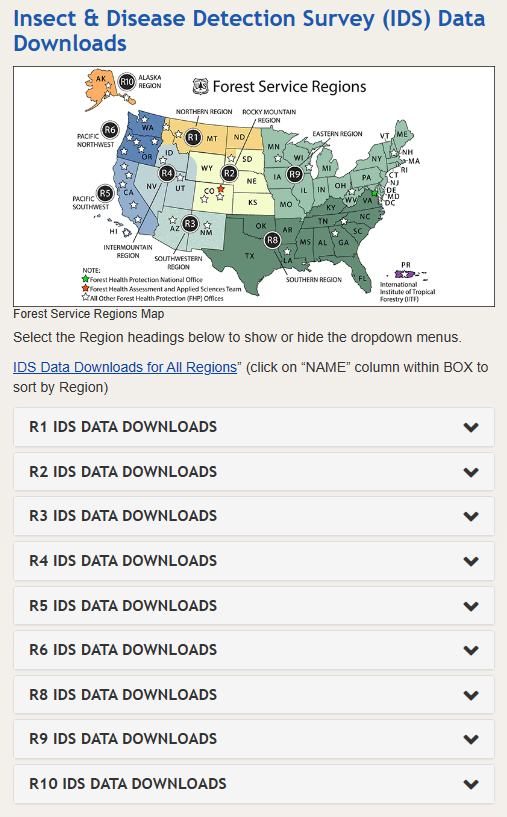 Insect & Disease Detection Survey (IDS) Data
Downloads
Forest Service Regions
AK
R10 ALASKA
REGION
NORTHERN REGION
ROCKY MOUNTAIN
REGION
EASTERN REGION
PACIFIC
NORTHWEST
R6
WA
OR
R1
MT
ND
ID
WY
SD
MN
WI
MI
VT
ME
NH
MA
RI
CT
NJ
DE
MD
DC
NY
PA
R4
NV
UT
R2
CO
NE
KS
IA
R9
IL
IN
OH
WV
VA
MO
KY
PACIFIC
SOUTHWEST
R5
CA
HI
R3
AZ
NM
OK
AR
TN
NC
SC
R8
TX
LA
MS
AL
GA
FL
INTERMOUNTAIN
REGION
SOUTHWESTERN
REGION
SOUTHERN REGION
PR
International
Institute of Tropical
Forestry (IITF)
NOTE:
Forest Health Protection National Office
Forest Health Assessment and Applied Sciences Team
All Other Forest Health Protection (FHP) Offices
Forest Service Regions Map
Select the Region headings below to show or hide the dropdown menus.
IDS Data Downloads for All Regions” (click on “NAME” column within BOX to
sort by Region)
R1 IDS DATA DOWNLOADS
R2 IDS DATA DOWNLOADS
R3 IDS DATA DOWNLOADS
R4 IDS DATA DOWNLOADS
R5 IDS DATA DOWNLOADS
R6 IDS DATA DOWNLOADS
R8 IDS DATA DOWNLOADS
R9 IDS DATA DOWNLOADS
R10 IDS DATA DOWNLOADS